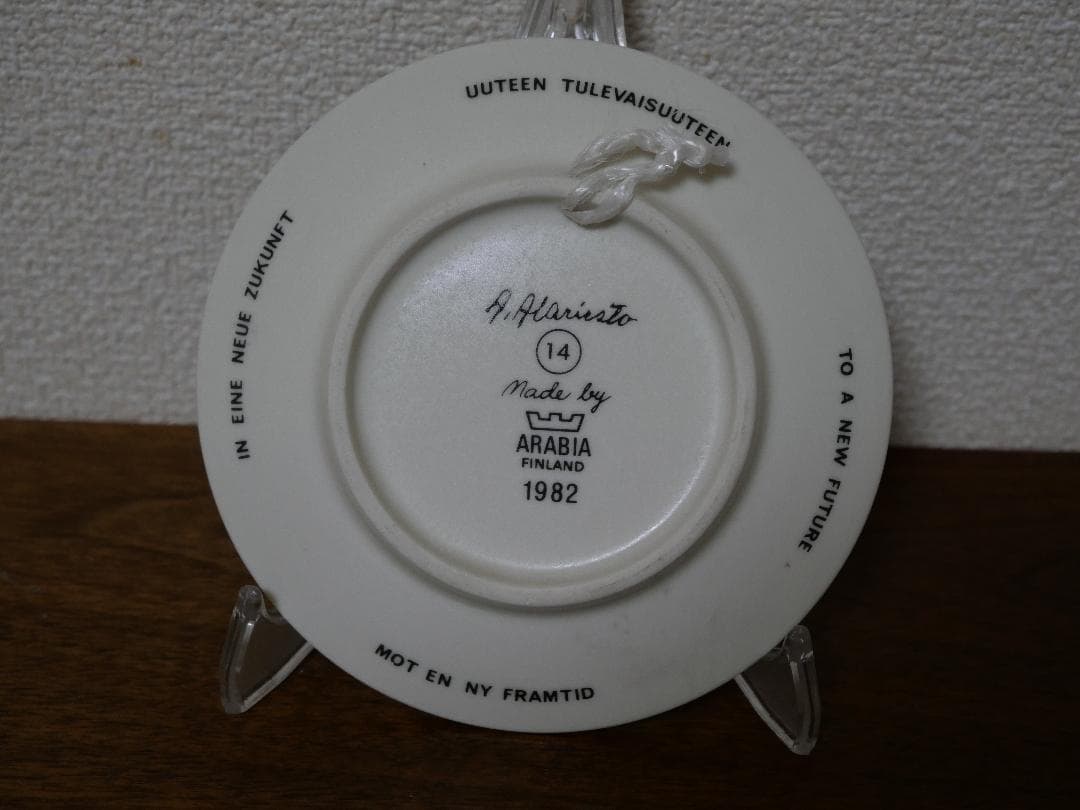 UUTEEN TULEVAISUUTEEN
IN EINE NEUE ZUKUNFT
A. Alariesto
14
Made by
ARABIA
FINLAND
1982
TO A NEW FUTURE
MOT EN NY FRAMTID